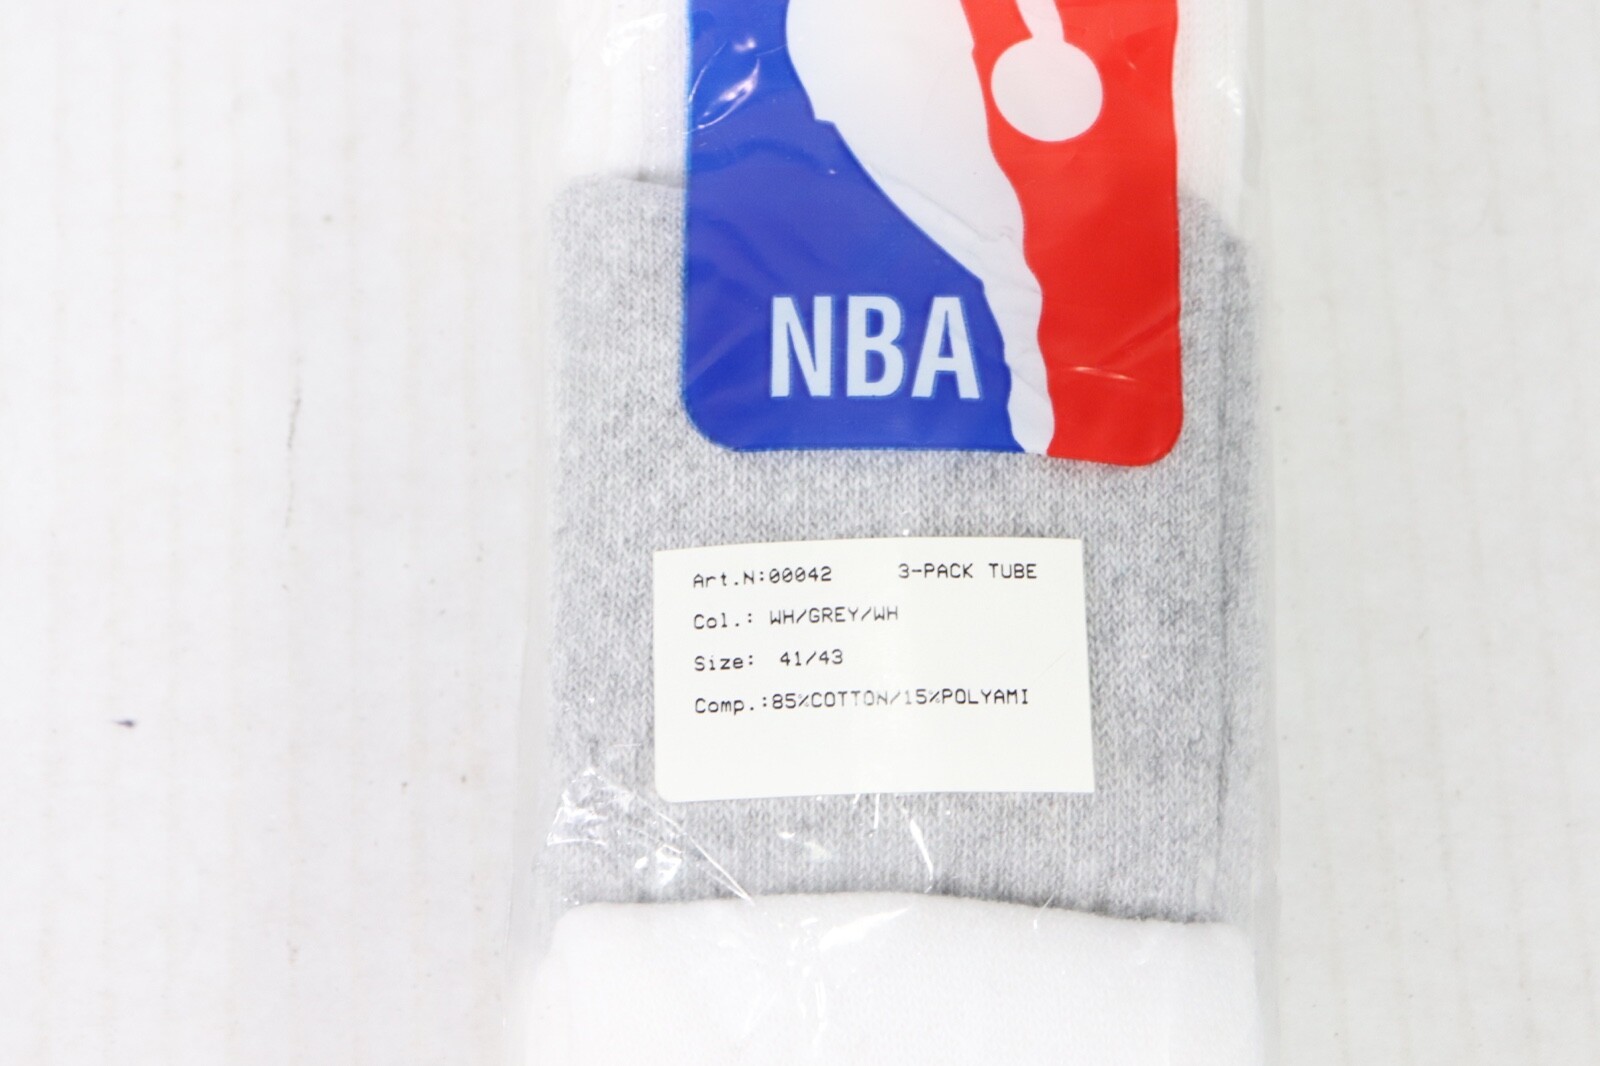 NBA
Art.N:00042 3-PACK TUBE
Col.: WH/GREY/WH
Size: 41/43
Comp.:85%COTTON/15%POLYAMI